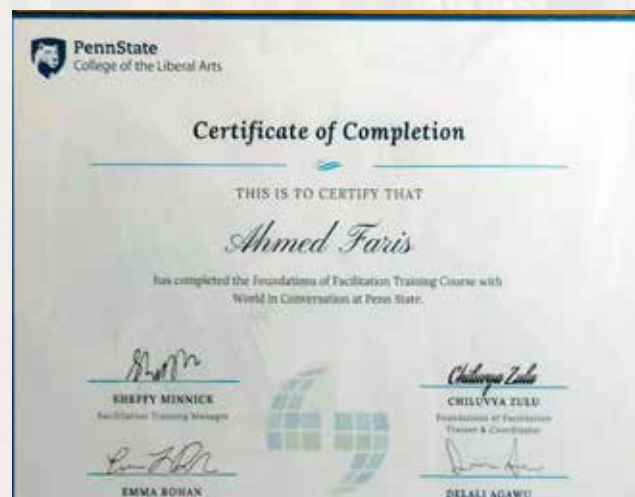 PennState
College of the Liberal Arts
Certificate of Completion
THIS IS TO CERTIFY THAT
Ahmed Faris
has completed the Foundations of Facilitation Training Course with
World in Conversation at Penn State.
SHEFFY MINNICK
Facilitation Training Manager
Chiluvya Zulu
CHILUVYA ZULU
Foundations of Facilitation
Trainer & Coordinator
EMMA ROHAN
DELALI AGAWU